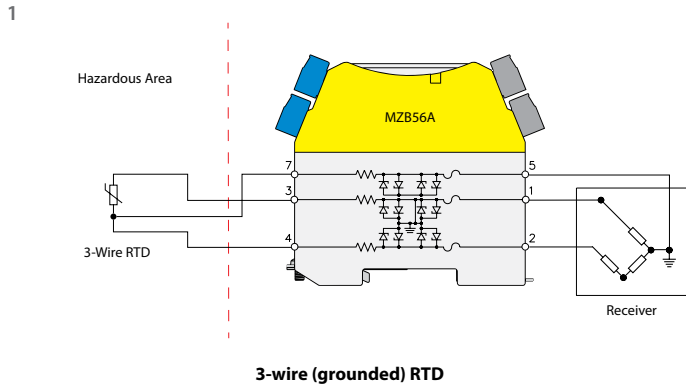 1
Hazardous Area
MZB56A
7
5
3
1
4
2
3-Wire RTD
Receiver
3-wire (grounded) RTD